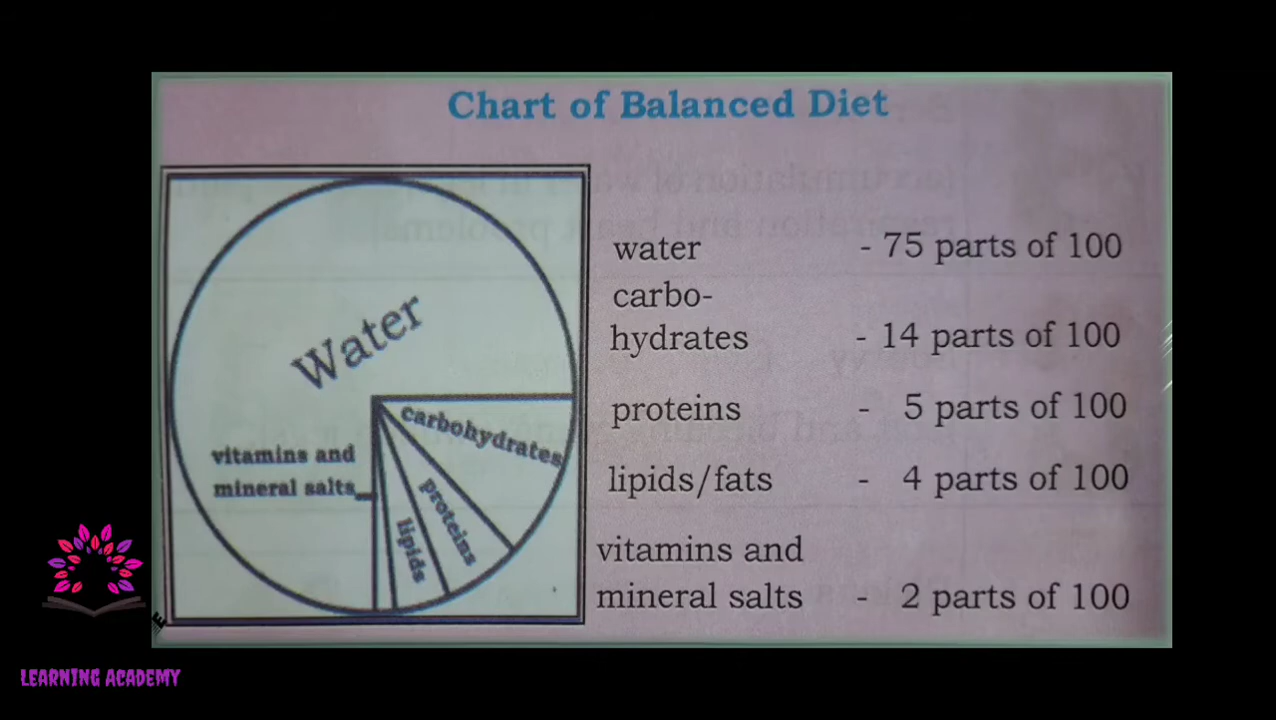 Chart of Balanced Diet
Water
carbohydrates
proteins
lipids
vitamins and
mineral salts
water - 75 parts of 100
carbo-
hydrates - 14 parts of 100
proteins - 5 parts of 100
lipids/fats - 4 parts of 100
vitamins and
mineral salts - 2 parts of 100
LEARNING ACADEMY